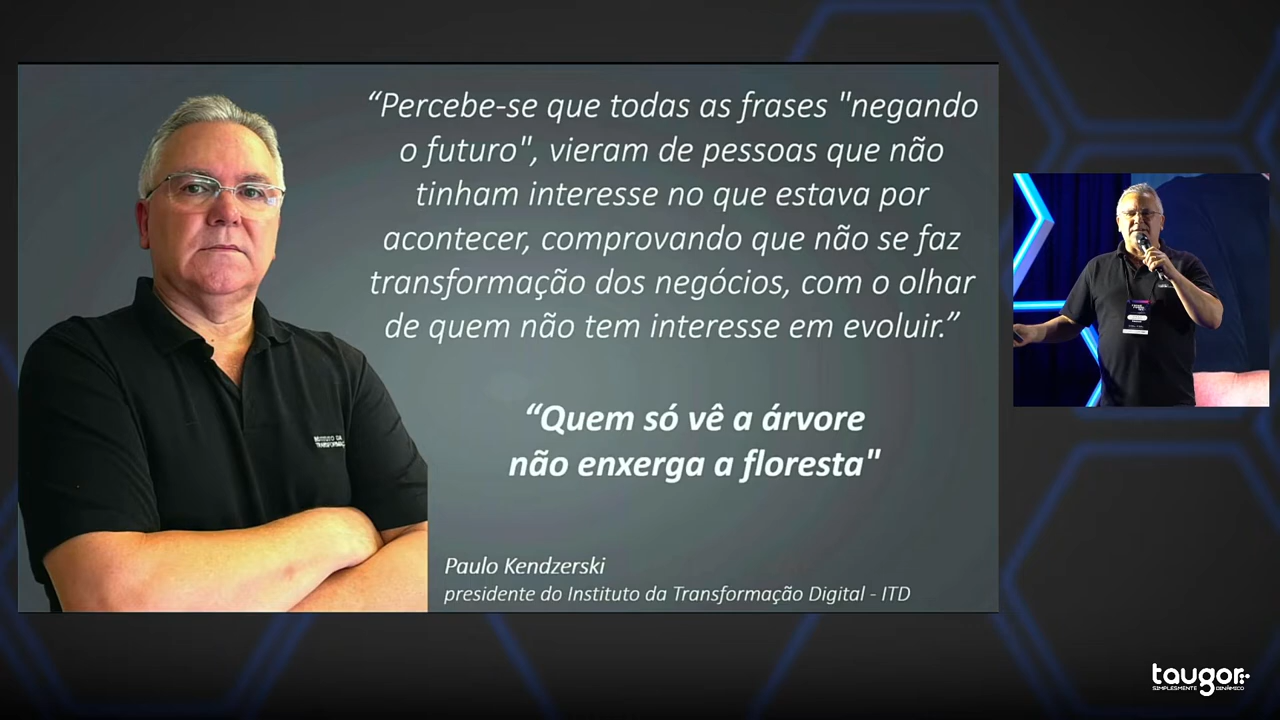 “Percebe-se que todas as frases "negando
o futuro", vieram de pessoas que não
tinham interesse no que estava por
acontecer, comprovando que não se faz
transformação dos negócios, com o olhar
de quem não tem interesse em evoluir.”
“Quem só vê a árvore
não enxerga a floresta"
Paulo Kendzerski
presidente do Instituto da Transformação Digital - ITD
taugor
SIMPLESMENTE DINÂMICO